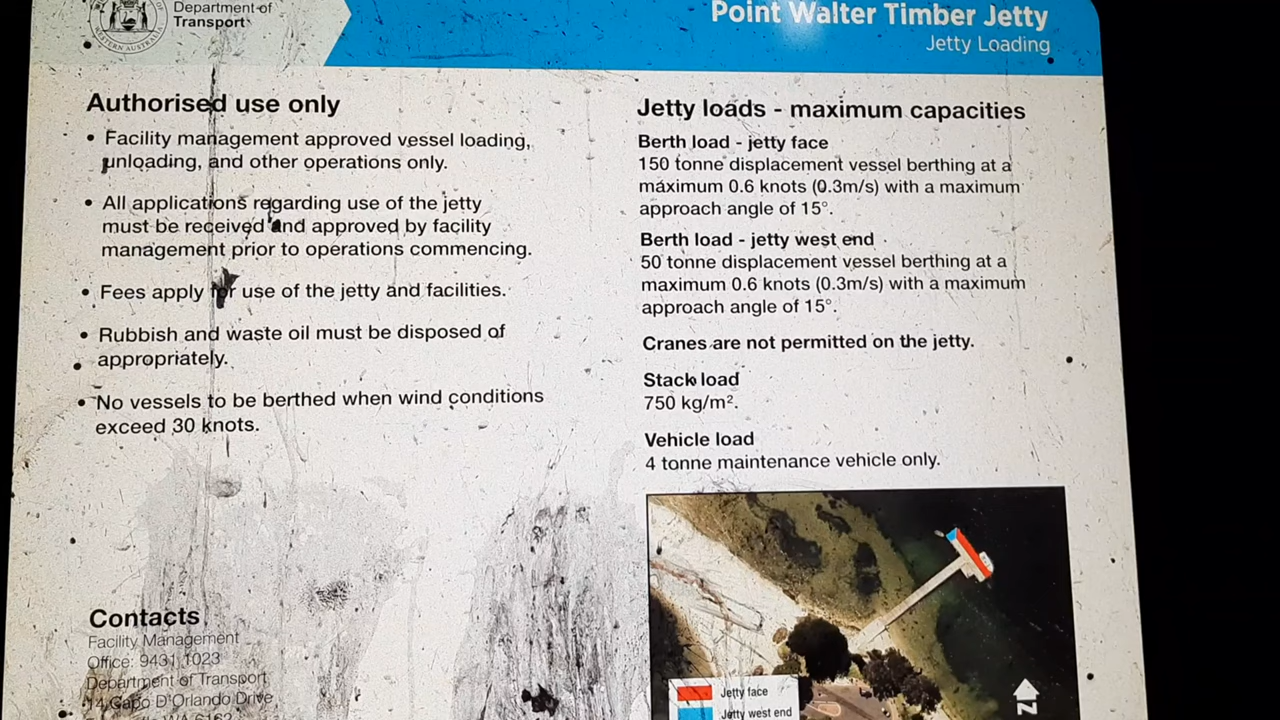 Department of
Transport
WESTERN AUSTRALIA
Point Walter Timber Jetty
Jetty Loading
Authorised use only
• Facility management approved vessel loading,
unloading, and other operations only.
• All applications regarding use of the jetty
must be received and approved by facility
management prior to operations commencing.
• Fees apply for use of the jetty and facilities.
• Rubbish and waste oil must be disposed of
appropriately.
• No vessels to be berthed when wind conditions
exceed 30 knots.
Contacts
Facility Management
Office: 9431 1023
Department of Transport
14 Capo D'Orlando Drive
WA 6162
Jetty loads - maximum capacities
Berth load - jetty face
150 tonne displacement vessel berthing at a
maximum 0.6 knots (0.3m/s) with a maximum
approach angle of 15°.
Berth load - jetty west end
50 tonne displacement vessel berthing at a
maximum 0.6 knots (0.3m/s) with a maximum
approach angle of 15°.
Cranes are not permitted on the jetty.
Stack load
750 kg/m².
Vehicle load
4 tonne maintenance vehicle only.
Jetty face
Jetty west end
N